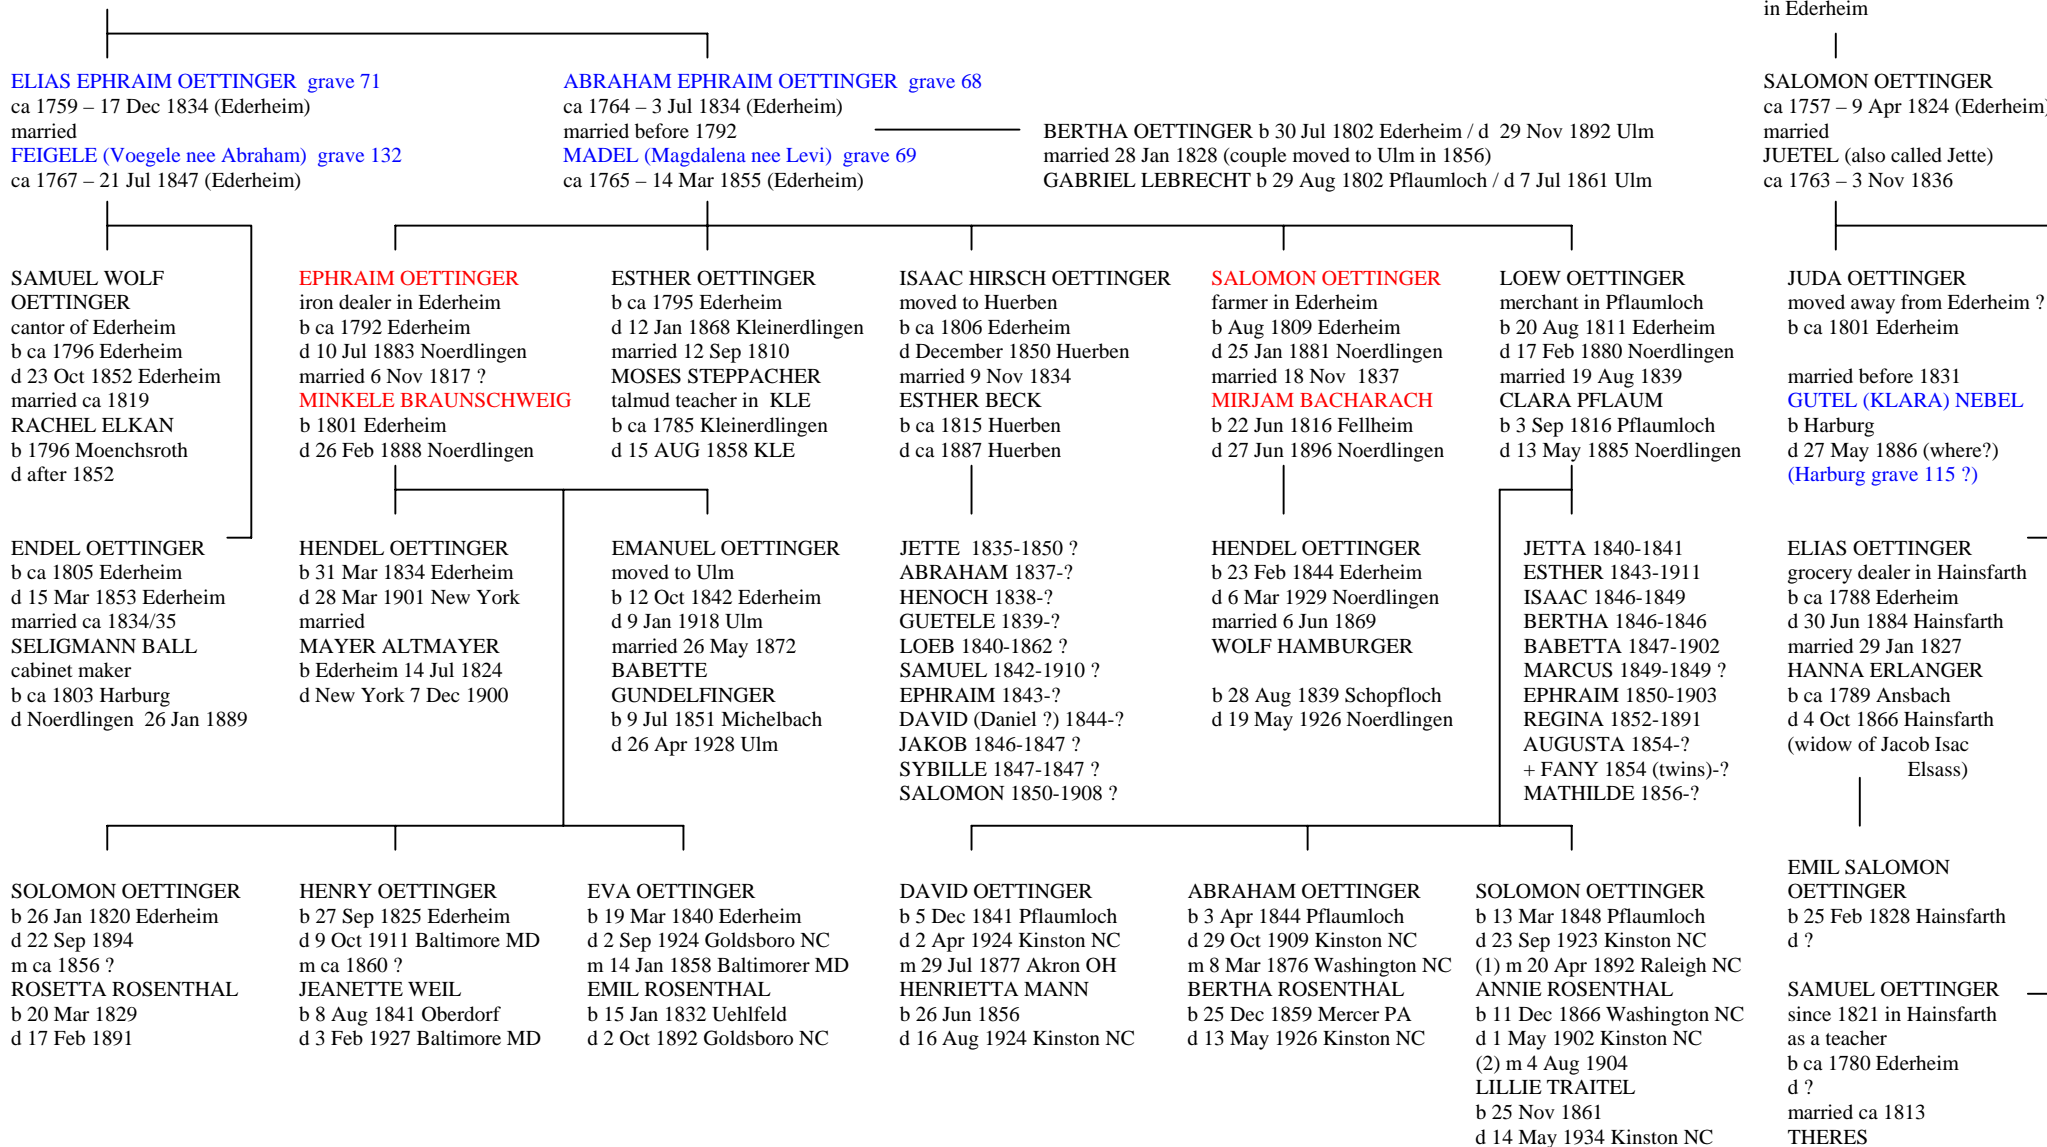 in Ederheim
ELIAS EPHRAIM OETTINGER grave 71
ca 1759 – 17 Dec 1834 (Ederheim)
married
FEIGELE (Voegele nee Abraham) grave 132
ca 1767 – 21 Jul 1847 (Ederheim)
ABRAHAM EPHRAIM OETTINGER grave 68
ca 1764 – 3 Jul 1834 (Ederheim)
married before 1792
MADEL (Magdalena nee Levi) grave 69
ca 1765 – 14 Mar 1855 (Ederheim)
BERTHA OETTINGER b 30 Jul 1802 Ederheim / d 29 Nov 1892 Ulm
married 28 Jan 1828 (couple moved to Ulm in 1856)
GABRIEL LEBRECHT b 29 Aug 1802 Pflaumloch / d 7 Jul 1861 Ulm
SALOMON OETTINGER
ca 1757 – 9 Apr 1824 (Ederheim)
married
JUETEL (also called Jette)
ca 1763 – 3 Nov 1836
SAMUEL WOLF
OETTINGER
cantor of Ederheim
b ca 1796 Ederheim
d 23 Oct 1852 Ederheim
married ca 1819
RACHEL ELKAN
b 1796 Moenchsroth
d after 1852
EPHRAIM OETTINGER
iron dealer in Ederheim
b ca 1792 Ederheim
d 10 Jul 1883 Noerdlingen
married 6 Nov 1817 ?
MINKELE BRAUNSCHWEIG
b 1801 Ederheim
d 26 Feb 1888 Noerdlingen
ESTHER OETTINGER
b ca 1795 Ederheim
d 12 Jan 1868 Kleinerdlingen
married 12 Sep 1810
MOSES STEPPACHER
talmud teacher in KLE
b ca 1785 Kleinerdlingen
d 15 AUG 1858 KLE
ISAAC HIRSCH OETTINGER
moved to Huerben
b ca 1806 Ederheim
d December 1850 Huerben
married 9 Nov 1834
ESTHER BECK
b ca 1815 Huerben
d ca 1887 Huerben
SALOMON OETTINGER
farmer in Ederheim
b Aug 1809 Ederheim
d 25 Jan 1881 Noerdlingen
married 18 Nov 1837
MIRJAM BACHARACH
b 22 Jun 1816 Fellheim
d 27 Jun 1896 Noerdlingen
LOEW OETTINGER
merchant in Pflaumloch
b 20 Aug 1811 Ederheim
d 17 Feb 1880 Noerdlingen
married 19 Aug 1839
CLARA PFLAUM
b 3 Sep 1816 Pflaumloch
d 13 May 1885 Noerdlingen
JUDA OETTINGER
moved away from Ederheim ?
b ca 1801 Ederheim
married before 1831
GUTEL (KLARA) NEBEL
b Harburg
d 27 May 1886 (where?)
(Harburg grave 115 ?)
ENDEL OETTINGER
b ca 1805 Ederheim
d 15 Mar 1853 Ederheim
married ca 1834/35
SELIGMANN BALL
cabinet maker
b ca 1803 Harburg
d Noerdlingen 26 Jan 1889
HENDEL OETTINGER
b 31 Mar 1834 Ederheim
d 28 Mar 1901 New York
married
MAYER ALTMAYER
b Ederheim 14 Jul 1824
d New York 7 Dec 1900
EMANUEL OETTINGER
moved to Ulm
b 12 Oct 1842 Ederheim
d 9 Jan 1918 Ulm
married 26 May 1872
BABETTE
GUNDELFINGER
b 9 Jul 1851 Michelbach
d 26 Apr 1928 Ulm
JETTE 1835-1850 ?
ABRAHAM 1837-?
HENOCH 1838-?
GUETELE 1839-?
LOEB 1840-1862 ?
SAMUEL 1842-1910 ?
EPHRAIM 1843-?
DAVID (Daniel ?) 1844-?
JAKOB 1846-1847 ?
SYBILLE 1847-1847 ?
SALOMON 1850-1908 ?
HENDEL OETTINGER
b 23 Feb 1844 Ederheim
d 6 Mar 1929 Noerdlingen
married 6 Jun 1869
WOLF HAMBURGER
b 28 Aug 1839 Schopfloch
d 19 May 1926 Noerdlingen
JETTA 1840-1841
ESTHER 1843-1911
ISAAC 1846-1849
BERTHA 1846-1846
BABETTA 1847-1902
MARCUS 1849-1849 ?
EPHRAIM 1850-1903
REGINA 1852-1891
AUGUSTA 1854-?
+ FANY 1854 (twins)-?
MATHILDE 1856-?
ELIAS OETTINGER
grocery dealer in Hainsfarth
b ca 1788 Ederheim
d 30 Jun 1884 Hainsfarth
married 29 Jan 1827
HANNA ERLANGER
b ca 1789 Ansbach
d 4 Oct 1866 Hainsfarth
(widow of Jacob Isac
Elsass)
SOLOMON OETTINGER
b 26 Jan 1820 Ederheim
d 22 Sep 1894
m ca 1856 ?
ROSETTA ROSENTHAL
b 20 Mar 1829
d 17 Feb 1891
HENRY OETTINGER
b 27 Sep 1825 Ederheim
d 9 Oct 1911 Baltimore MD
m ca 1860 ?
JEANETTE WEIL
b 8 Aug 1841 Oberdorf
d 3 Feb 1927 Baltimore MD
EVA OETTINGER
b 19 Mar 1840 Ederheim
d 2 Sep 1924 Goldsboro NC
m 14 Jan 1858 Baltimorer MD
EMIL ROSENTHAL
b 15 Jan 1832 Uehlfeld
d 2 Oct 1892 Goldsboro NC
DAVID OETTINGER
b 5 Dec 1841 Pflaumloch
d 2 Apr 1924 Kinston NC
m 29 Jul 1877 Akron OH
HENRIETTA MANN
b 26 Jun 1856
d 16 Aug 1924 Kinston NC
ABRAHAM OETTINGER
b 3 Apr 1844 Pflaumloch
d 29 Oct 1909 Kinston NC
m 8 Mar 1876 Washington NC
BERTHA ROSENTHAL
b 25 Dec 1859 Mercer PA
d 13 May 1926 Kinston NC
SOLOMON OETTINGER
b 13 Mar 1848 Pflaumloch
d 23 Sep 1923 Kinston NC
(1) m 20 Apr 1892 Raleigh NC
ANNIE ROSENTHAL
b 11 Dec 1866 Washington NC
d 1 May 1902 Kinston NC
(2) m 4 Aug 1904
LILLIE TRAITEL
b 25 Nov 1861
d 14 May 1934 Kinston NC
EMIL SALOMON
OETTINGER
b 25 Feb 1828 Hainsfarth
d ?
SAMUEL OETTINGER
since 1821 in Hainsfarth
as a teacher
b ca 1780 Ederheim
d ?
married ca 1813
THERES